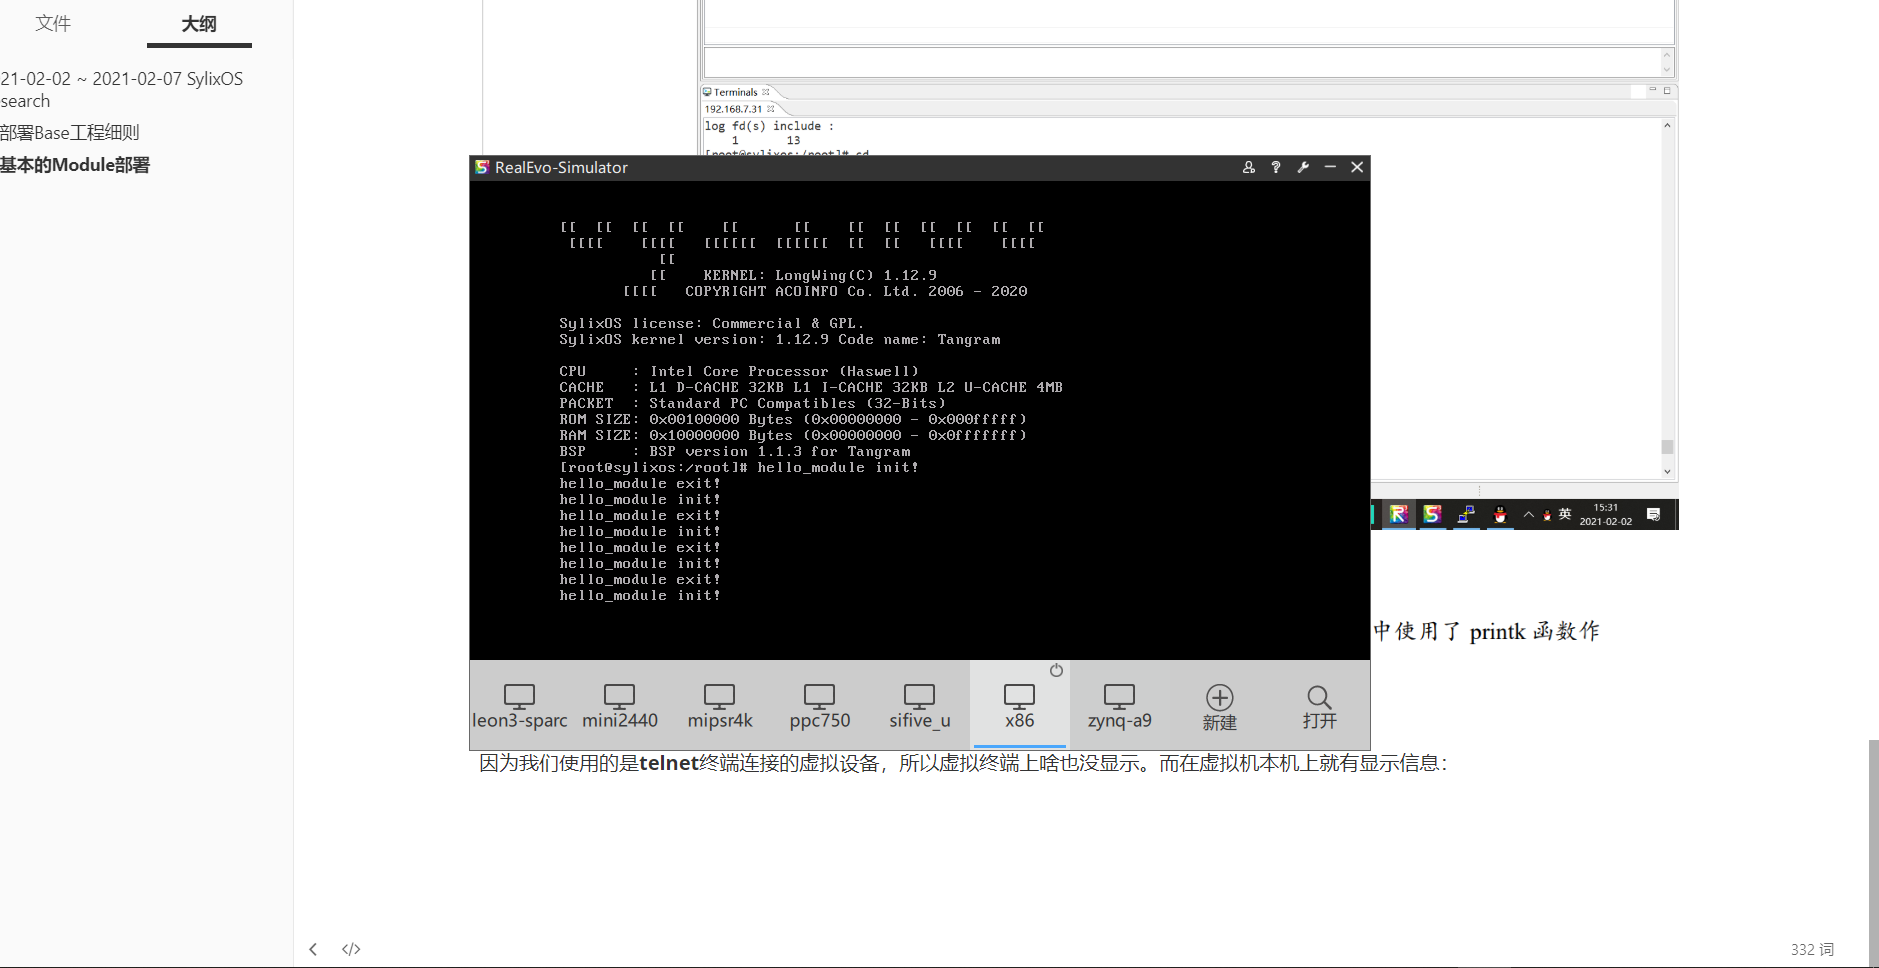 文件 大纲
21-02-02 ~ 2021-02-07 SylixOS
search
部署Base工程细则
基本的Module部署
Terminals
192.168.7.31
log fd(s) include :
1 13
[root@sylixos:/root]# cd
RealEvo-Simulator
[[ [[ [[ [[ [[ [[ [[ [[ [[ [[ [[ [[
[[[[ [[[[ [[[[[[ [[[[[[ [[ [[ [[[[ [[[[
[[
[[ KERNEL: LongWing(C) 1.12.9
[[[[ COPYRIGHT ACOINFO Co. Ltd. 2006 - 2020
SylixOS license: Commercial & GPL.
SylixOS kernel version: 1.12.9 Code name: Tangram
CPU : Intel Core Processor (Haswell)
CACHE : L1 D-CACHE 32KB L1 I-CACHE 32KB L2 U-CACHE 4MB
PACKET : Standard PC Compatibles (32-Bits)
ROM SIZE: 0x00100000 Bytes (0x00000000 - 0x000fffff)
RAM SIZE: 0x10000000 Bytes (0x00000000 - 0x0fffffff)
BSP : BSP version 1.1.3 for Tangram
[root@sylixos:/root]# hello_module init!
hello_module exit!
hello_module init!
hello_module exit!
hello_module init!
hello_module exit!
hello_module init!
hello_module exit!
hello_module init!
英 15:31
2021-02-02
中使用了 printk 函数作
leon3-sparc mini2440 mipsr4k ppc750 sifive_u x86 zynq-a9 新建 打开
因为我们使用的是telnet终端连接的虚拟设备，所以虚拟终端上啥也没显示。而在虚拟机本机上就有显示信息：
332 词